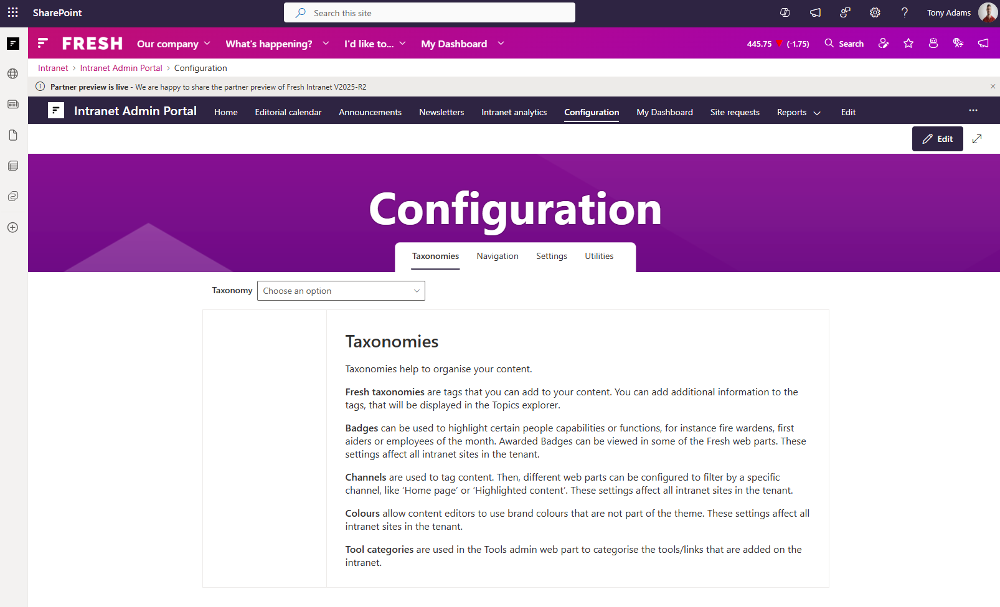 SharePoint
Search this site
Tony Adams
FRESH
Our company
What's happening?
I'd like to...
My Dashboard
445.75 (-1.75)
Search
Intranet > Intranet Admin Portal > Configuration
Partner preview is live - We are happy to share the partner preview of Fresh Intranet V2025-R2
Intranet Admin Portal
Home
Editorial calendar
Announcements
Newsletters
Intranet analytics
Configuration
My Dashboard
Site requests
Reports
Edit
Edit
Configuration
Taxonomies
Navigation
Settings
Utilities
Taxonomy
Choose an option
Taxonomies
Taxonomies help to organise your content.
Fresh taxonomies are tags that you can add to your content. You can add additional information to the
tags, that will be displayed in the Topics explorer.
Badges can be used to highlight certain people capabilities or functions, for instance fire wardens, first
aiders or employees of the month. Awarded Badges can be viewed in some of the Fresh web parts. These
settings affect all intranet sites in the tenant.
Channels are used to tag content. Then, different web parts can be configured to filter by a specific
channel, like ‘Home page’ or ‘Highlighted content’. These settings affect all intranet sites in the tenant.
Colours allow content editors to use brand colours that are not part of the theme. These settings affect all
intranet sites in the tenant.
Tool categories are used in the Tools admin web part to categorise the tools/links that are added on the
intranet.